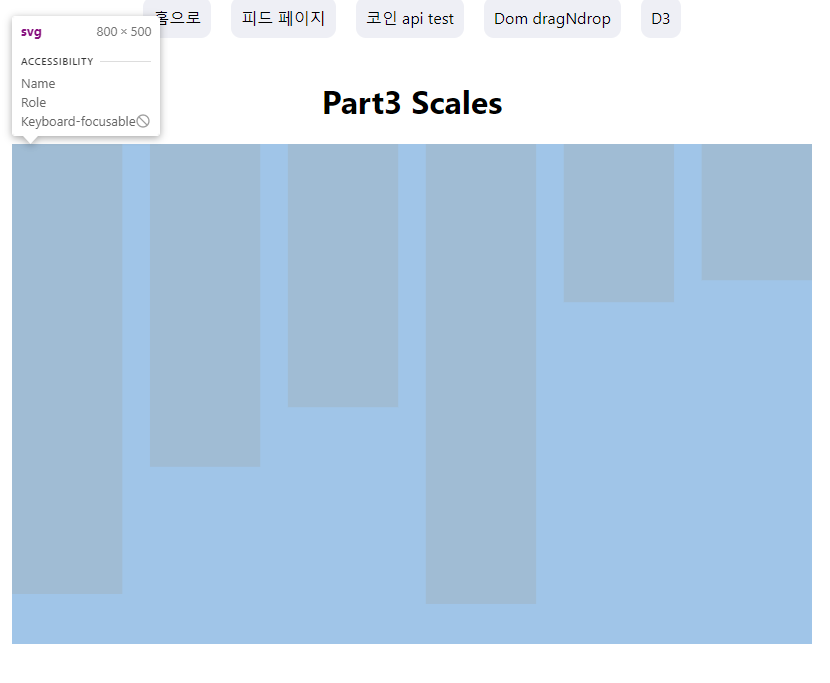 홈으로 피드 페이지 코인 api test Dom dragNdrop D3
svg 800 × 500
ACCESSIBILITY
Name
Role
Keyboard-focusable
Part3 Scales